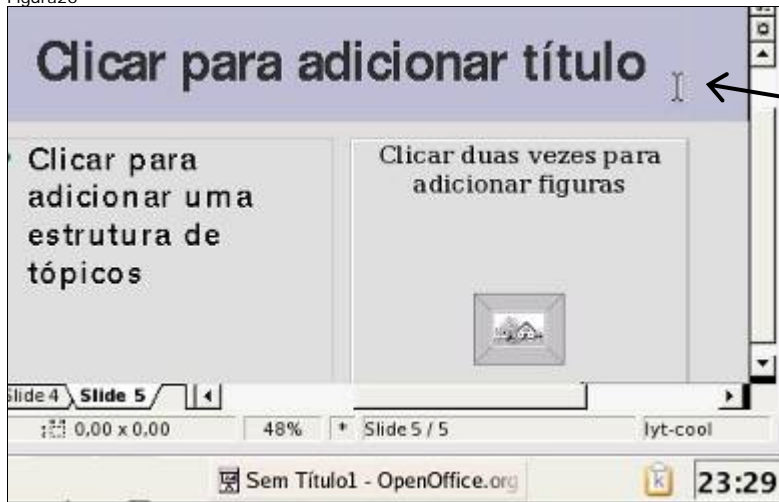 Clicar para adicionar título
Clicar para
adicionar uma
estrutura de
tópicos
Clicar duas vezes para
adicionar figuras
Slide 4 Slide 5
0,00 x 0,00 48% * Slide 5 / 5 lyt-cool
Sem Título1 - OpenOffice.org 23:29